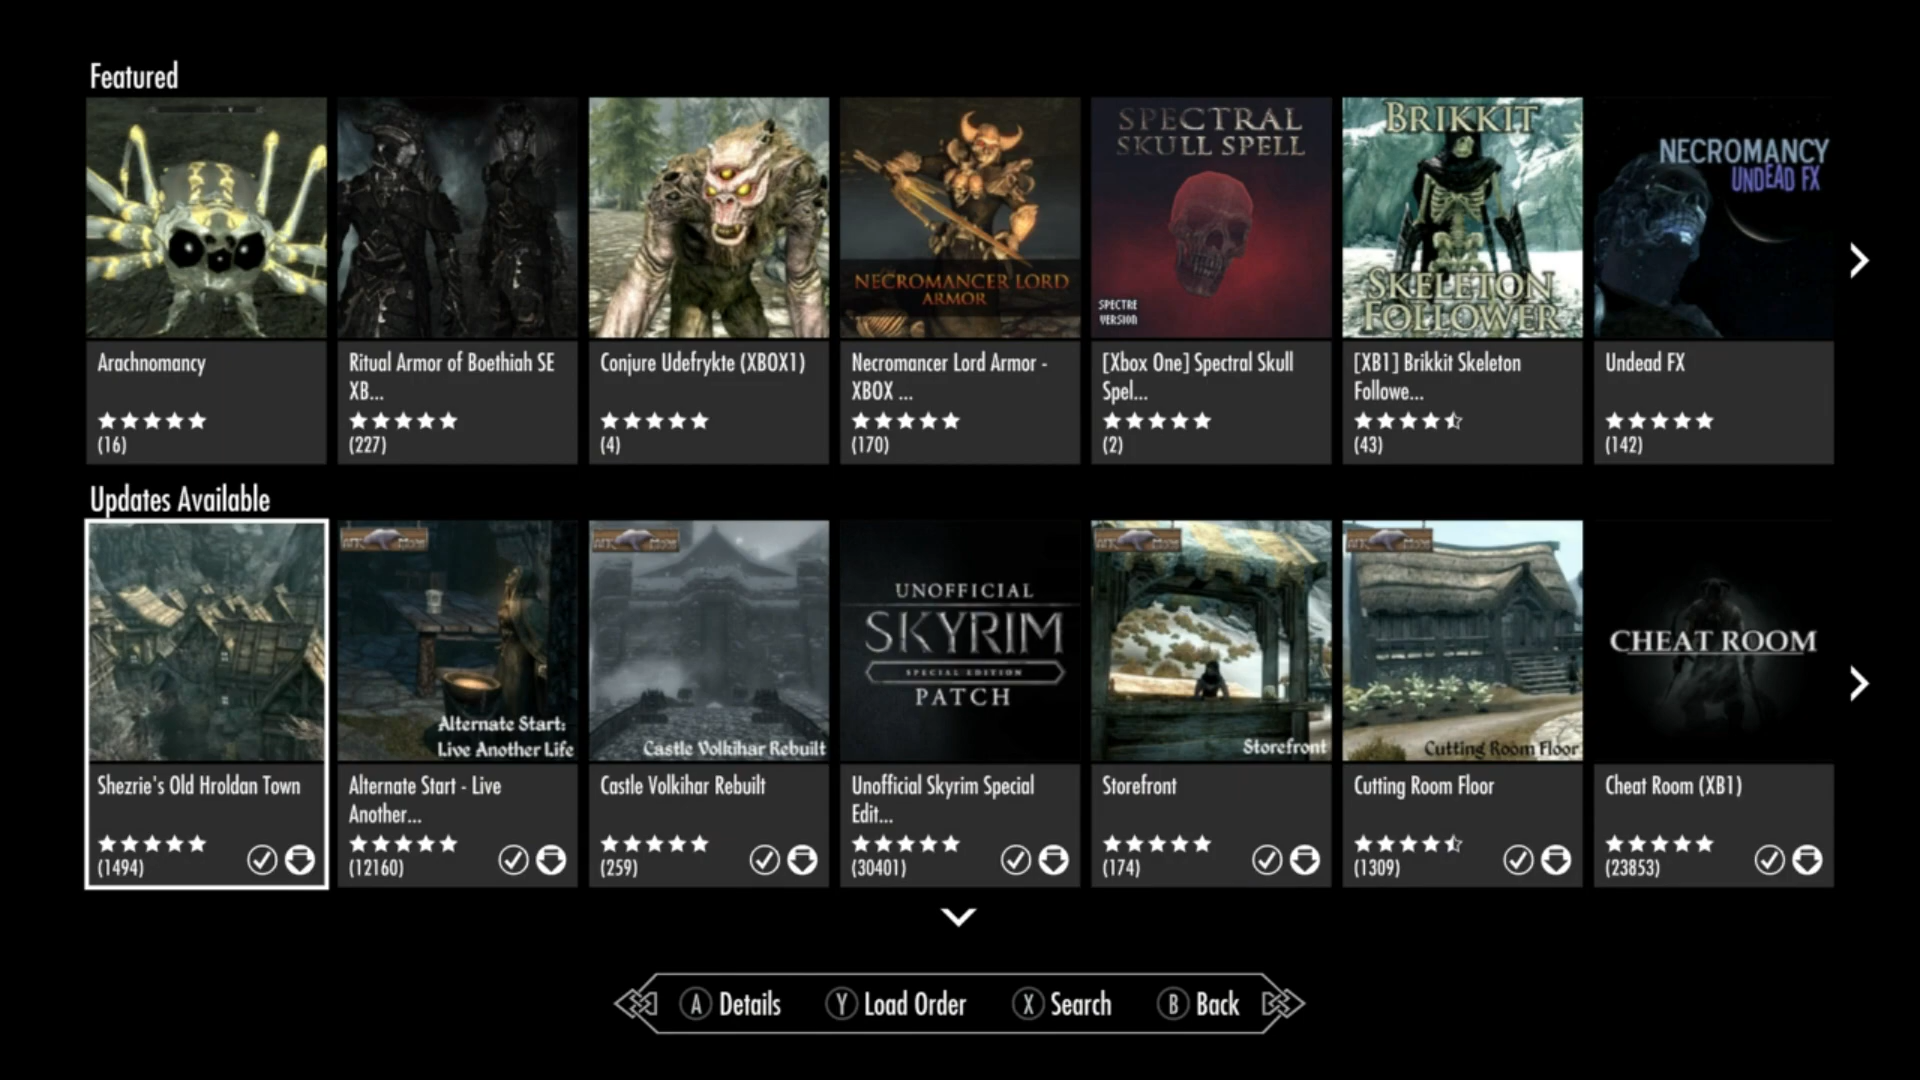 Featured
SPECTRAL
SKULL SPELL
SPECTRE
VERSION
BRIKKIT
SKELETON
FOLLOWER
NECROMANCY
UNDEAD FX
NECROMANCER LORD
ARMOR
Arachnomancy
★★★★★
(16)
Ritual Armor of Boethiah SE
XB...
★★★★★
(227)
Conjure Udefrykte (XBOX1)
★★★★★
(4)
Necromancer Lord Armor -
XBOX ...
★★★★★
(170)
[Xbox One] Spectral Skull
Spel...
★★★★★
(2)
[XB1] Brikkit Skeleton
Followe...
(43)
Undead FX
★★★★★
(142)
Updates Available
Alternate Start:
Live Another Life
Castle Volkihar Rebuilt
UNOFFICIAL
SKYRIM
SPECIAL EDITION
PATCH
Storefront
Cutting Room Floor
CHEAT ROOM
Shezrie's Old Hroldan Town
★★★★★
(1494)
Alternate Start - Live
Another...
★★★★★
(12160)
Castle Volkihar Rebuilt
★★★★★
(259)
Unofficial Skyrim Special
Edit...
★★★★★
(30401)
Storefront
★★★★★
(174)
Cutting Room Floor
(1309)
Cheat Room (XB1)
★★★★★
(23853)
A Details Y Load Order X Search B Back